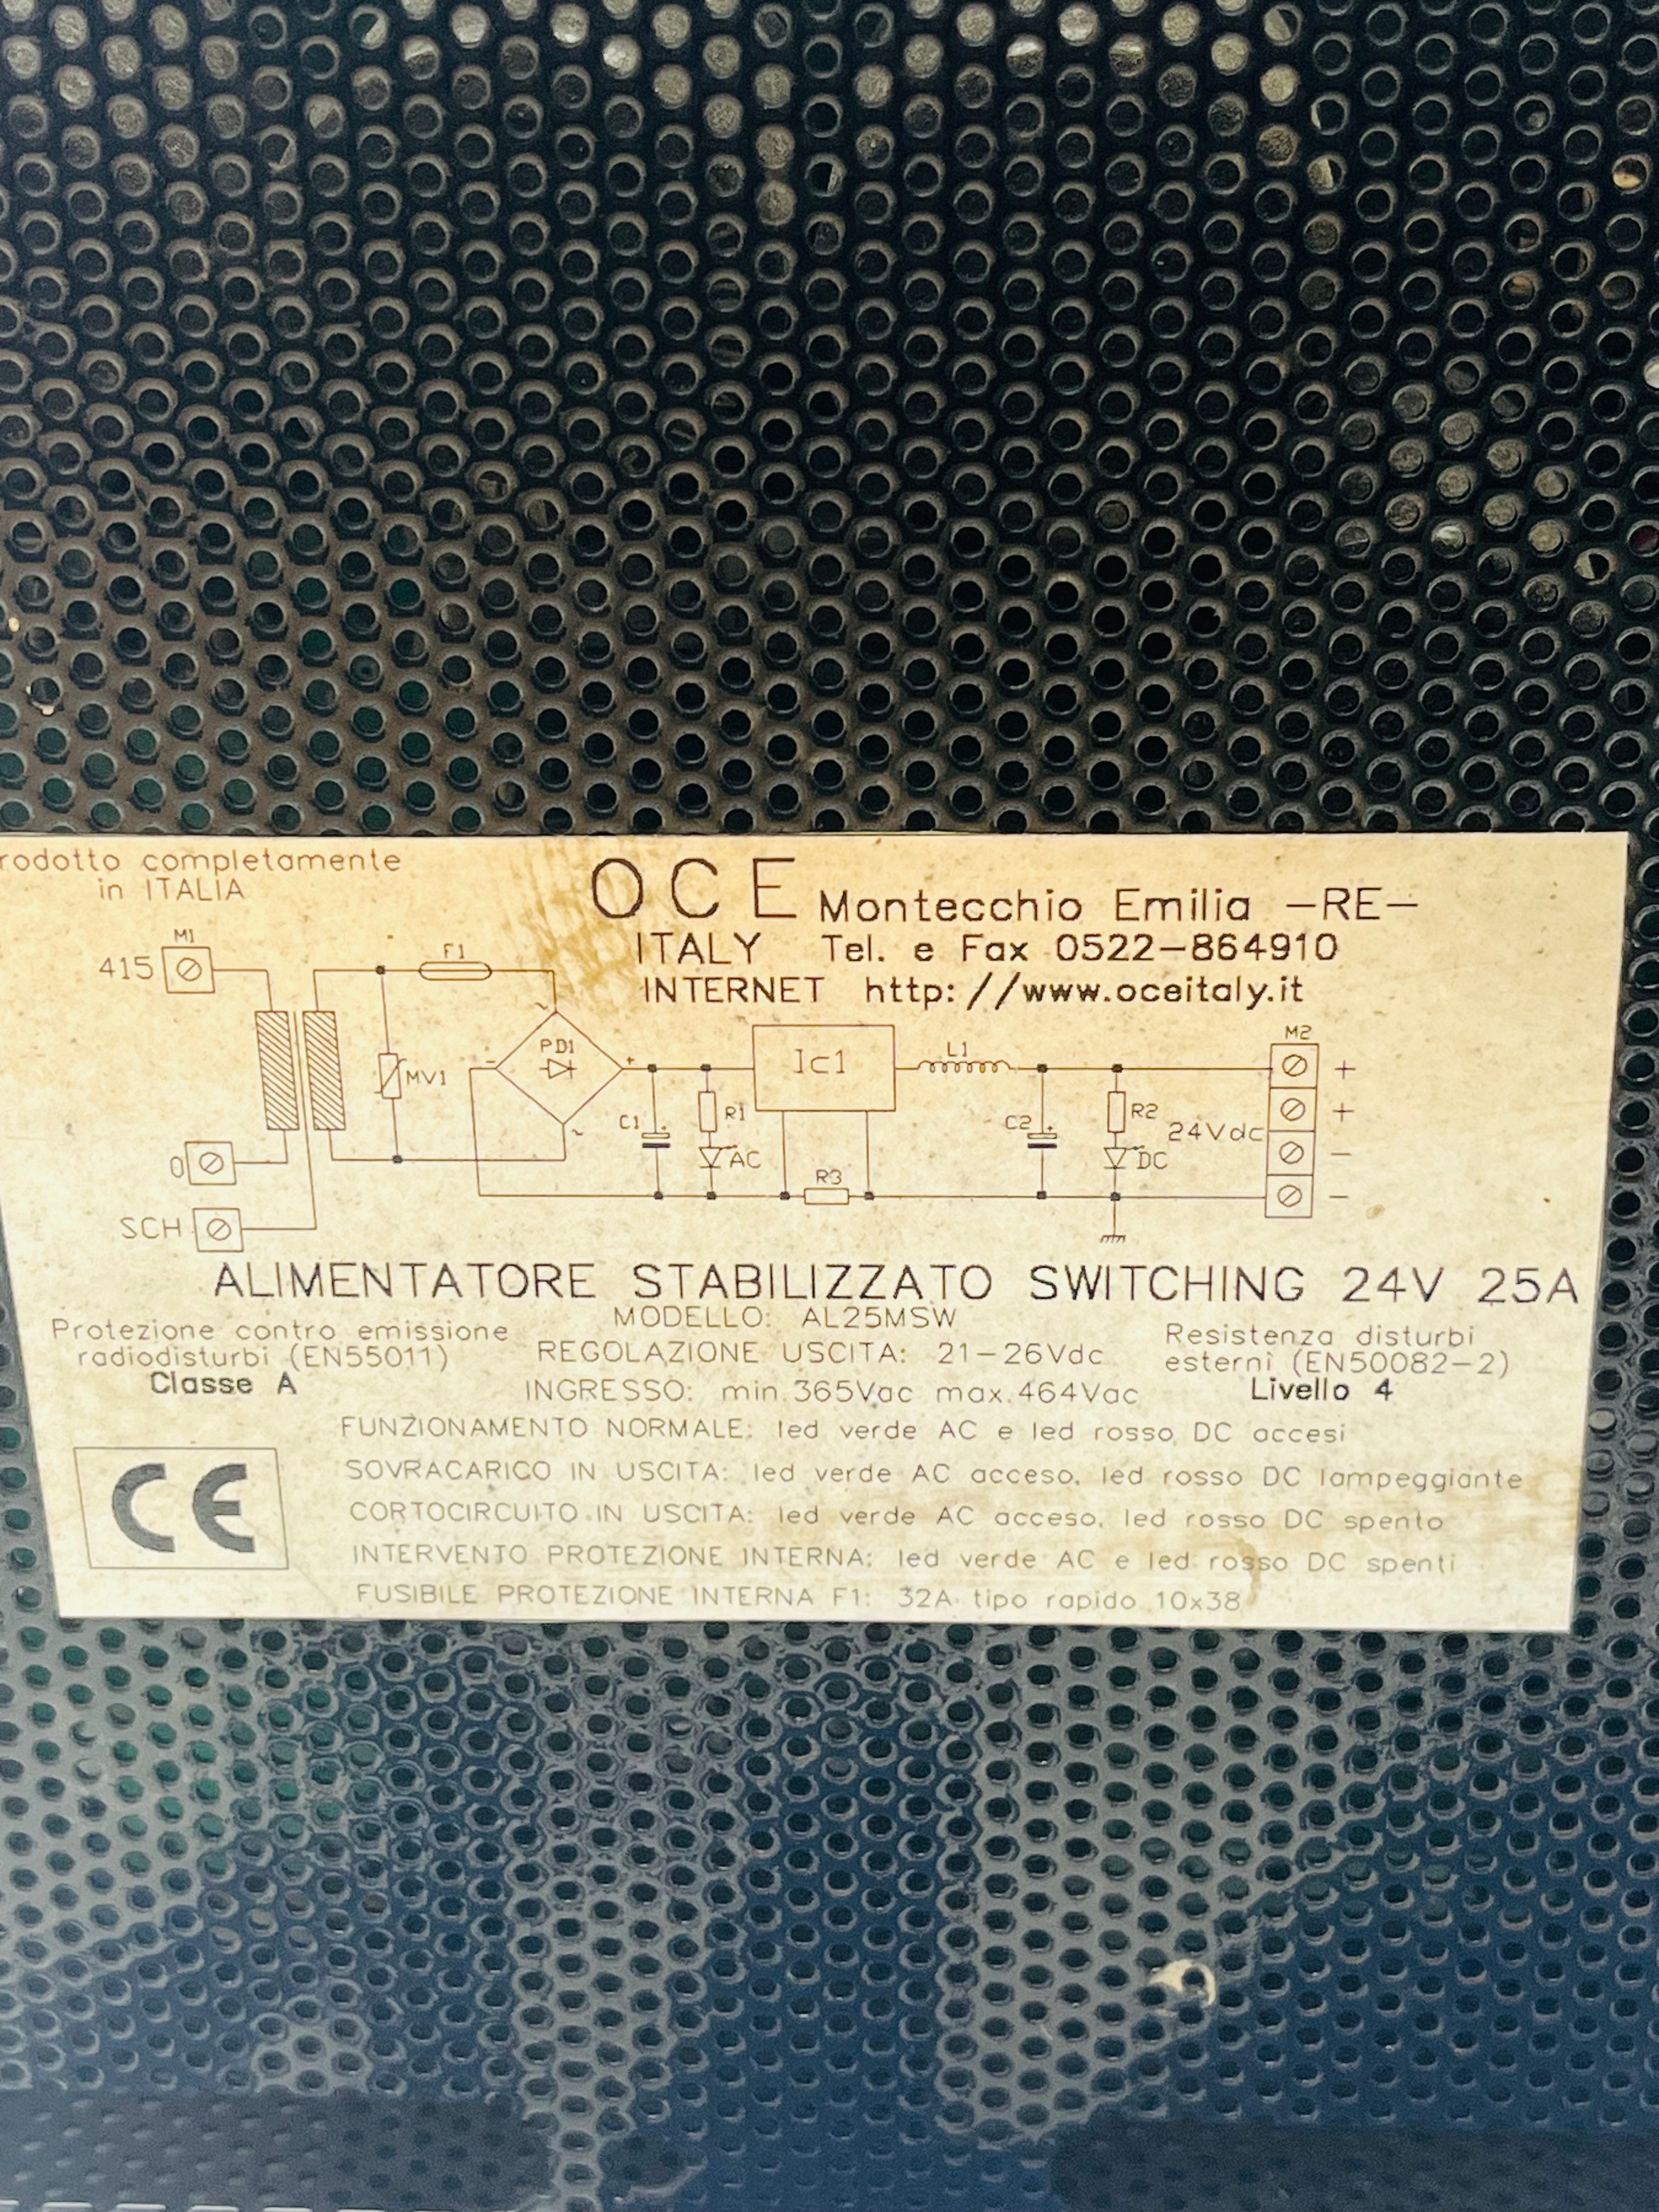 rodotto completamente
in ITALIA
OCE Montecchio Emilia -RE-
ITALY Tel. e Fax 0522-864910
INTERNET http://www.oceitaly.it
M1
415
F1
MV1
PD1
~
~
-
+
C1
R1
AC
Ic1
R3
L1
C2
R2
DC
24Vdc
M2
+
+
-
-
0
SCH
ALIMENTATORE STABILIZZATO SWITCHING 24V 25A
MODELLO: AL25MSW
Protezione contro emissione
radiodisturbi (EN55011)
Classe A
REGOLAZIONE USCITA: 21-26Vdc
INGRESSO: min.365Vac max.464Vac
Resistenza disturbi
esterni (EN50082-2)
Livello 4
FUNZIONAMENTO NORMALE: led verde AC e led rosso DC accesi
SOVRACARICO IN USCITA: led verde AC acceso, led rosso DC lampeggiante
CORTOCIRCUITO IN USCITA: led verde AC acceso, led rosso DC spento
INTERVENTO PROTEZIONE INTERNA: led verde AC e led rosso DC spenti
FUSIBILE PROTEZIONE INTERNA F1: 32A tipo rapido 10x38
CE